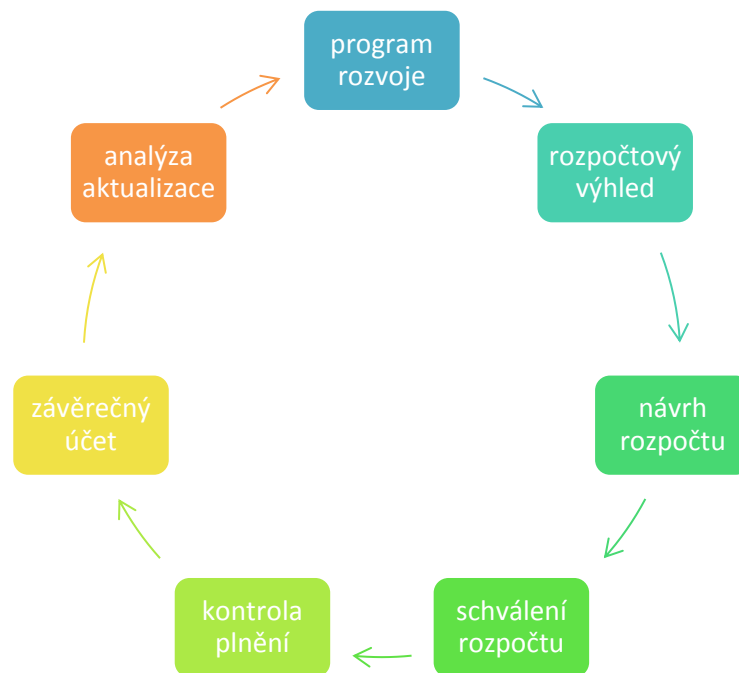 program
rozvoje
rozpočtový
výhled
návrh
rozpočtu
schválení
rozpočtu
kontrola
plnění
závěrečný
účet
analýza
aktualizace